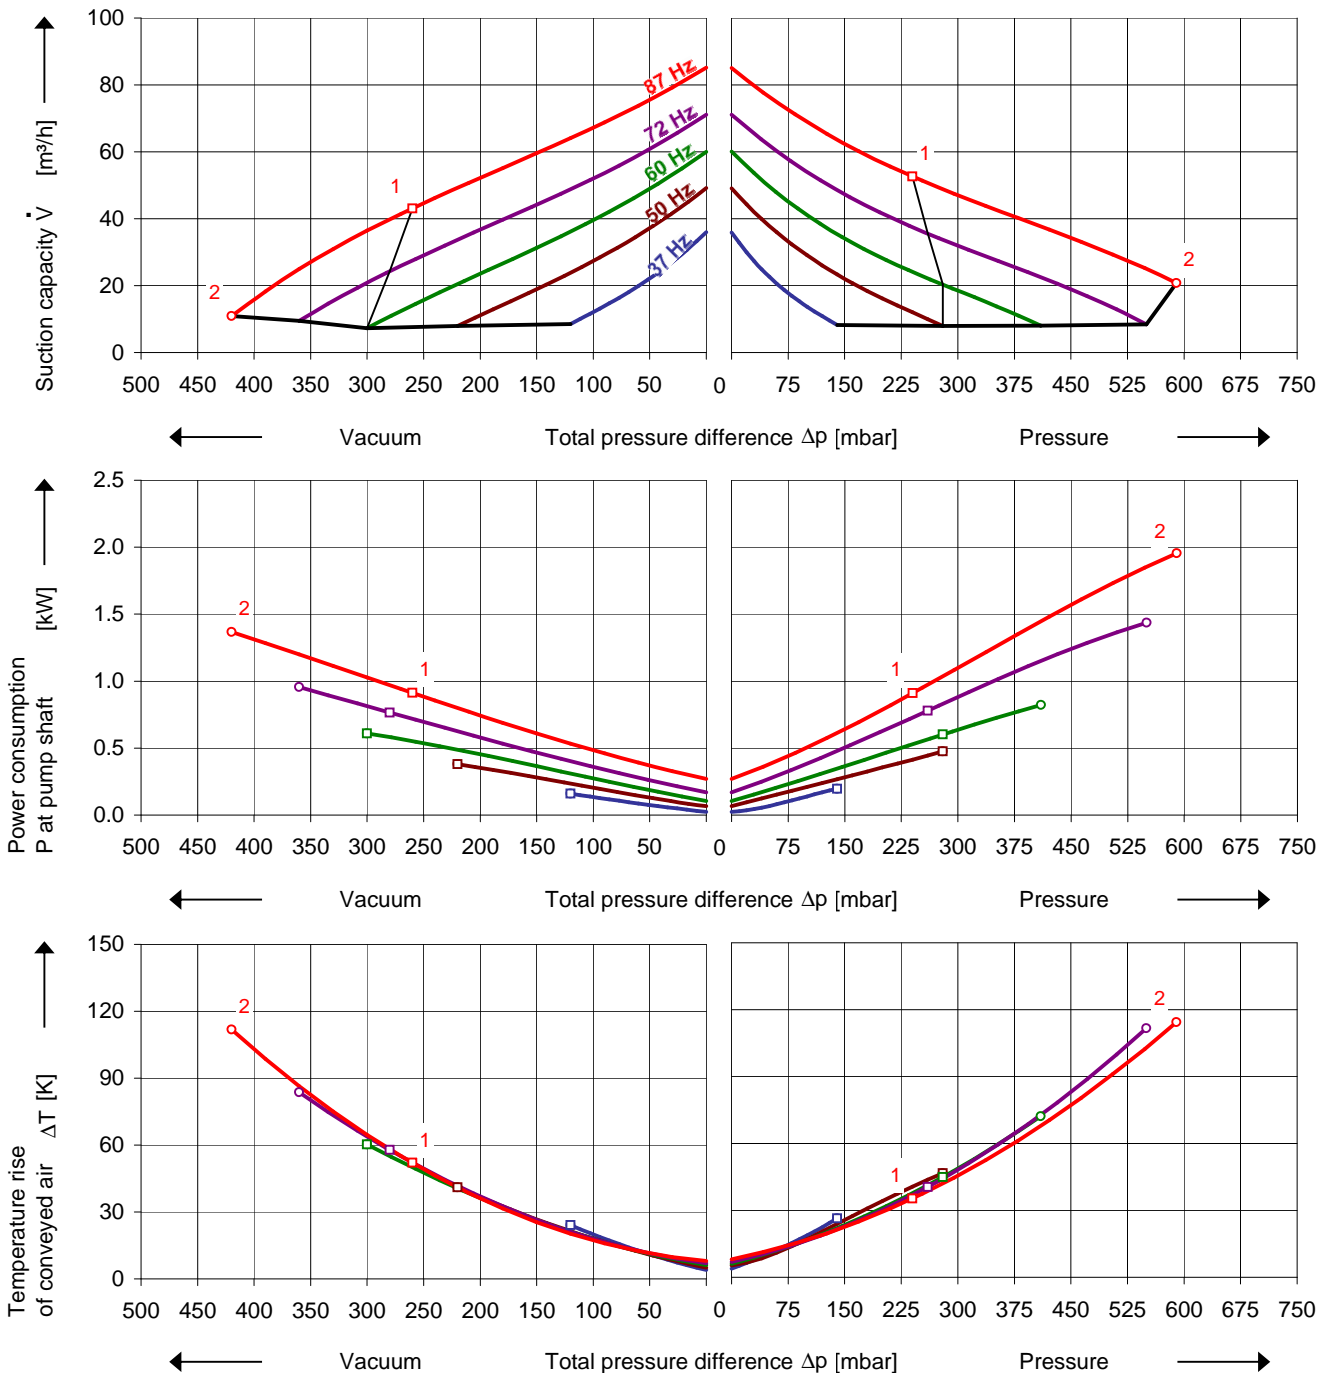 100
80
60
40
20
0
Suction capacity V̇ [m³/h]
87 Hz
72 Hz
60 Hz
50 Hz
37 Hz
1
2
1
2
500 450 400 350 300 250 200 150 100 50 0 75 150 225 300 375 450 525 600 675 750
Vacuum Total pressure difference Δp [mbar] Pressure
2.5
2.0
1.5
1.0
0.5
0.0
Power consumption
P at pump shaft [kW]
2
1
1
2
500 450 400 350 300 250 200 150 100 50 0 75 150 225 300 375 450 525 600 675 750
Vacuum Total pressure difference Δp [mbar] Pressure
150
120
90
60
30
0
Temperature rise
of conveyed air ΔT [K]
2
1
1
2
500 450 400 350 300 250 200 150 100 50 0 75 150 225 300 375 450 525 600 675 750
Vacuum Total pressure difference Δp [mbar] Pressure